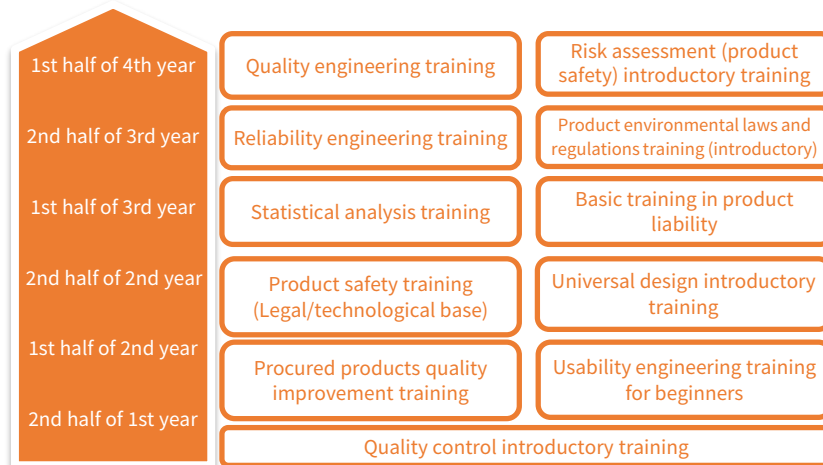 1st half of 4th year
Quality engineering training
Risk assessment (product
safety) introductory training
2nd half of 3rd year
Reliability engineering training
Product environmental laws and
regulations training (introductory)
1st half of 3rd year
Statistical analysis training
Basic training in product
liability
2nd half of 2nd year
Product safety training
(Legal/technological base)
Universal design introductory
training
1st half of 2nd year
Procured products quality
improvement training
Usability engineering training
for beginners
2nd half of 1st year
Quality control introductory training